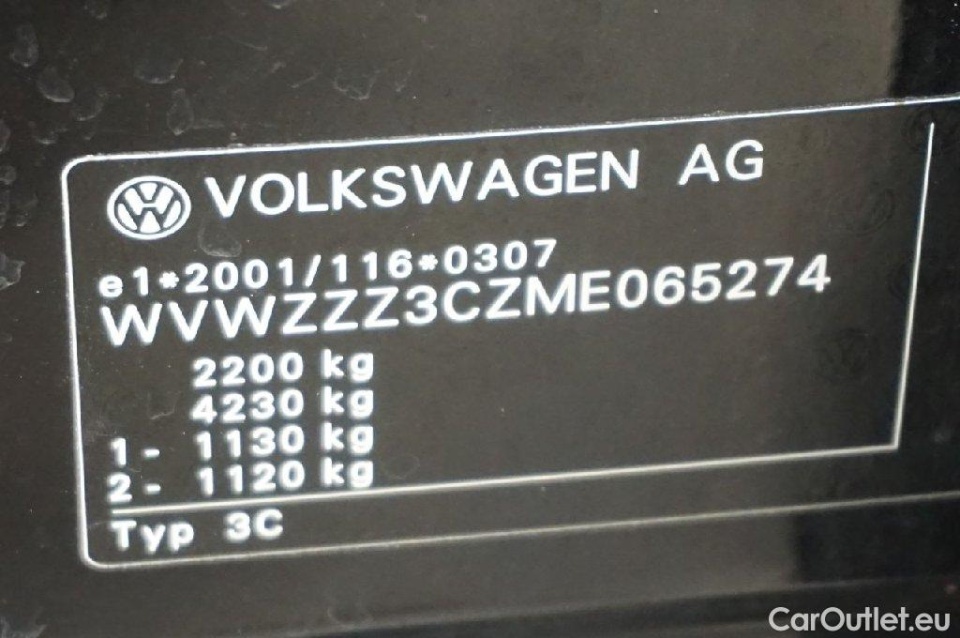 VOLKSWAGEN AG
e1*2001/116*0307
WVWZZZ3CZME065274
2200 kg
4230 kg
1 - 1130 kg
2 - 1120 kg
Typ 3C
CarOutlet.eu